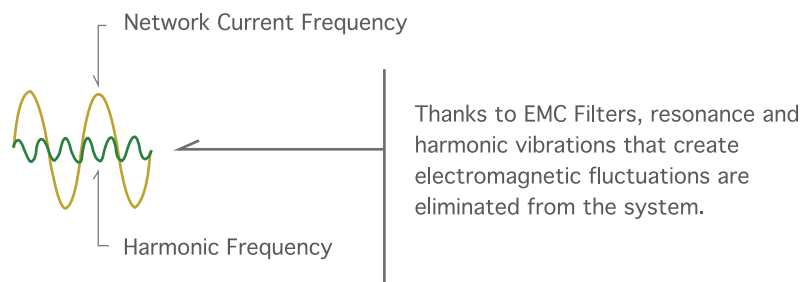 Network Current Frequency
Thanks to EMC Filters, resonance and
harmonic vibrations that create
electromagnetic fluctuations are
eliminated from the system.
Harmonic Frequency